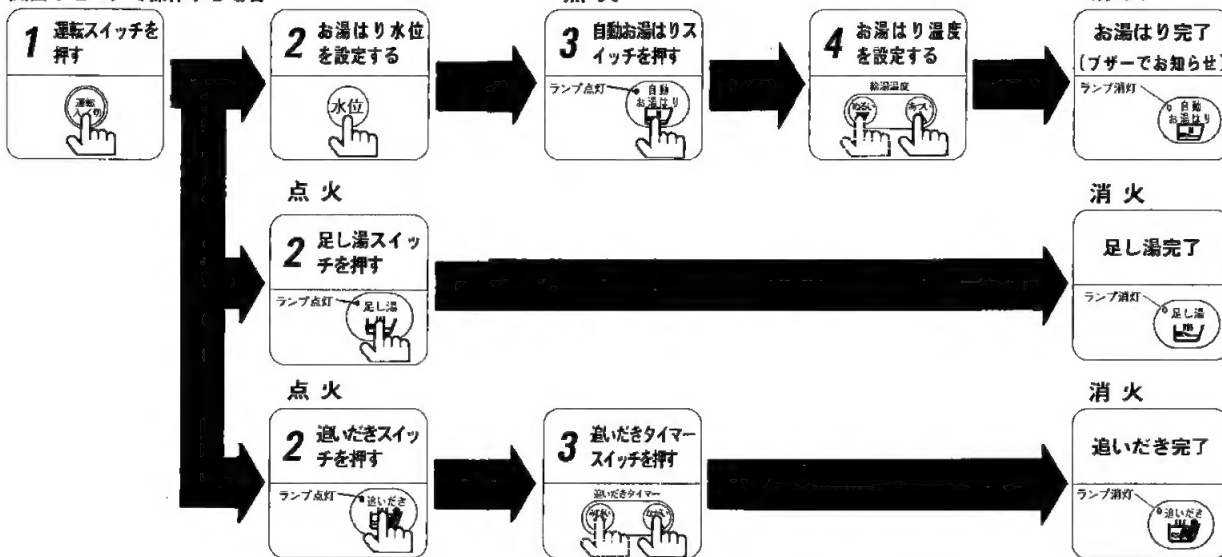 1 運転スイッチを
押す
運転
入/切
2 お湯はり水位
を設定する
水位
3 自動お湯はりス
イッチを押す
ランプ点灯
自動
お湯はり
4 お湯はり温度
を設定する
給湯温度
ぬるい
あつい
お湯はり完了
(ブザーでお知らせ)
ランプ消灯
自動
お湯はり
点火
2 足し湯スイッ
チを押す
ランプ点灯
足し湯
消火
足し湯完了
ランプ消灯
足し湯
点火
2 追いだきスイッ
チを押す
ランプ点灯
追いだき
3 追いだきタイマー
スイッチを押す
追いだきタイマー
消火
追いだき完了
ランプ消灯
追いだき